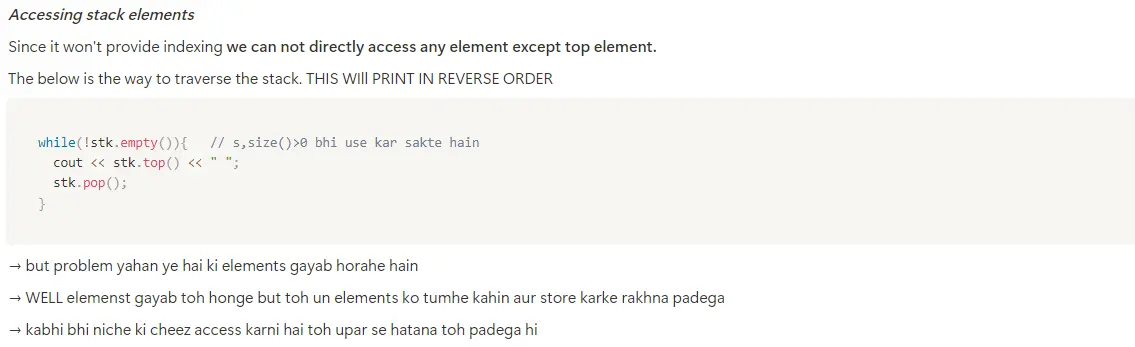 Accessing stack elements
Since it won't provide indexing we can not directly access any element except top element.
The below is the way to traverse the stack. THIS WIll PRINT IN REVERSE ORDER
while(!stk.empty()){   // s,size()>0 bhi use kar sakte hain
  cout << stk.top() << " ";
  stk.pop();
}
→ but problem yahan ye hai ki elements gayab horahe hain
→ WELL elemenst gayab toh honge but toh un elements ko tumhe kahin aur store karke rakhna padega
→ kabhi bhi niche ki cheez access karni hai toh upar se hatana toh padega hi